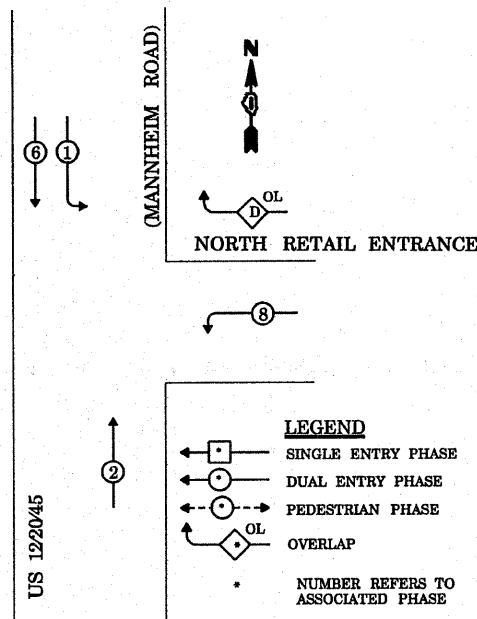 (MANNHEIM ROAD)
N
6
1
OL
D
NORTH RETAIL ENTRANCE
8
2
US 12/20/45
LEGEND
* SINGLE ENTRY PHASE
* DUAL ENTRY PHASE
* PEDESTRIAN PHASE
OL
* OVERLAP
* NUMBER REFERS TO
ASSOCIATED PHASE